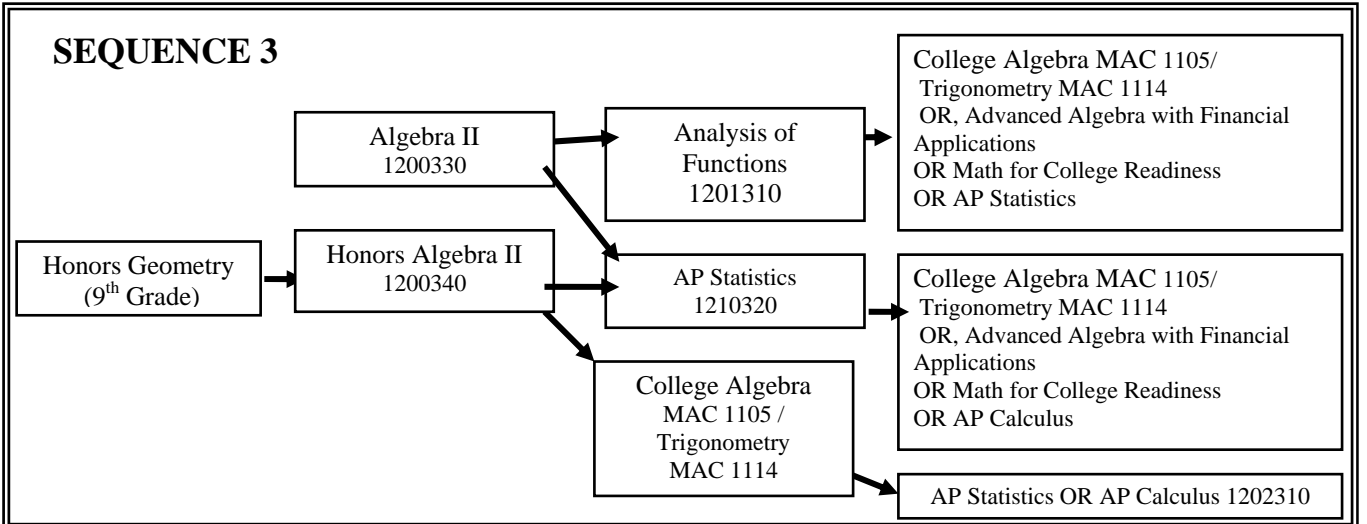 SEQUENCE 3
Honors Geometry
(9th Grade)
Algebra II
1200330
Honors Algebra II
1200340
Analysis of
Functions
1201310
AP Statistics
1210320
College Algebra
MAC 1105 /
Trigonometry
MAC 1114
College Algebra MAC 1105/
Trigonometry MAC 1114
OR, Advanced Algebra with Financial
Applications
OR Math for College Readiness
OR AP Statistics
College Algebra MAC 1105/
Trigonometry MAC 1114
OR, Advanced Algebra with Financial
Applications
OR Math for College Readiness
OR AP Calculus
AP Statistics OR AP Calculus 1202310